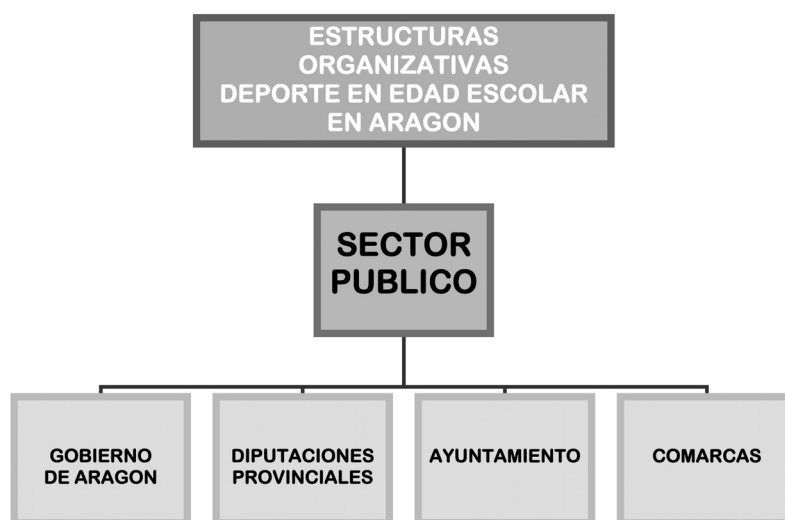 ESTRUCTURAS
ORGANIZATIVAS
DEPORTE EN EDAD ESCOLAR
EN ARAGON
SECTOR
PUBLICO
GOBIERNO
DE ARAGON
DIPUTACIONES
PROVINCIALES
AYUNTAMIENTO
COMARCAS